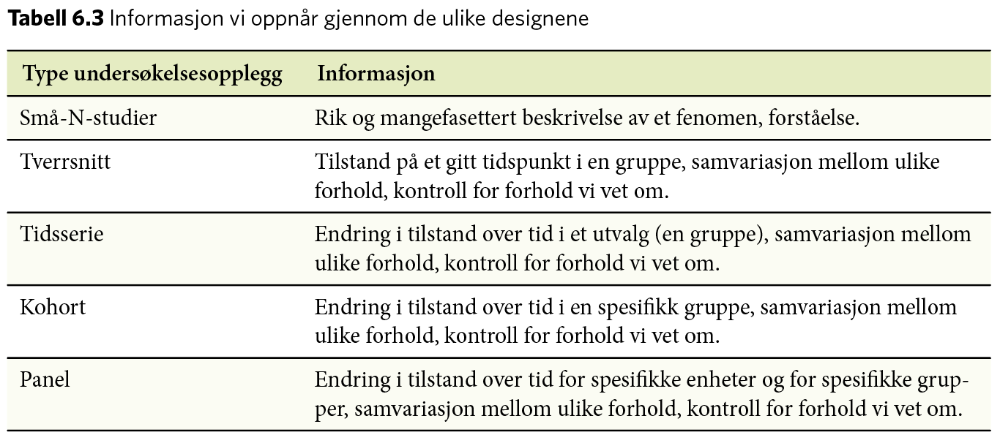 Tabell 6.3 Informasjon vi oppnår gjennom de ulike designene
Type undersøkelsesopplegg Informasjon
Små-N-studier Rik og mangefasettert beskrivelse av et fenomen, forståelse.
Tverrsnitt Tilstand på et gitt tidspunkt i en gruppe, samvariasjon mellom ulike
forhold, kontroll for forhold vi vet om.
Tidsserie Endring i tilstand over tid i et utvalg (en gruppe), samvariasjon mellom
ulike forhold, kontroll for forhold vi vet om.
Kohort Endring i tilstand over tid i en spesifikk gruppe, samvariasjon mellom
ulike forhold, kontroll for forhold vi vet om.
Panel Endring i tilstand over tid for spesifikke enheter og for spesifikke grup-
per, samvariasjon mellom ulike forhold, kontroll for forhold vi vet om.